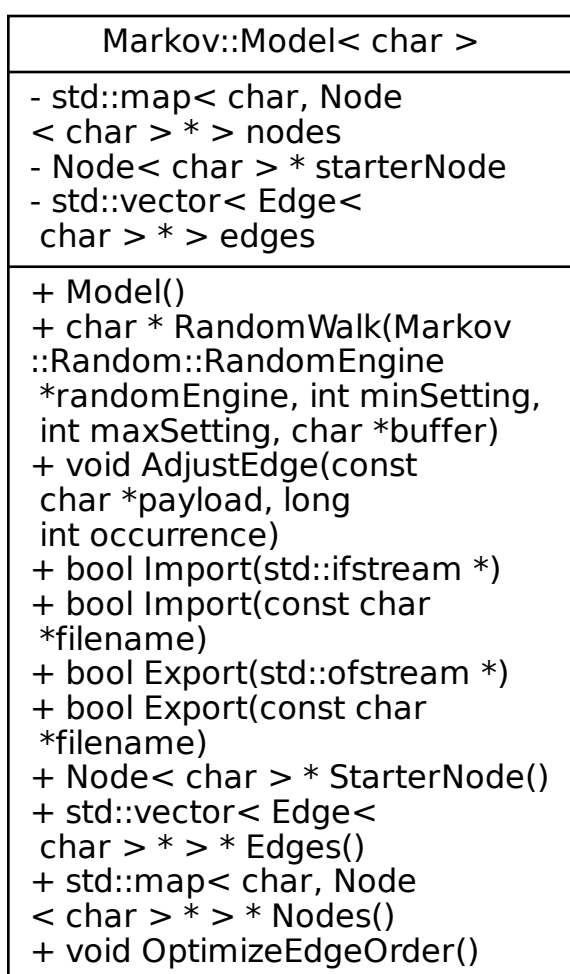 Markov::Model< char >
- std::map< char, Node
< char > * > nodes
- Node< char > * starterNode
- std::vector< Edge<
char > * > edges
+ Model()
+ char * RandomWalk(Markov
::Random::RandomEngine
*randomEngine, int minSetting,
int maxSetting, char *buffer)
+ void AdjustEdge(const
char *payload, long
int occurrence)
+ bool Import(std::ifstream *)
+ bool Import(const char
*filename)
+ bool Export(std::ofstream *)
+ bool Export(const char
*filename)
+ Node< char > * StarterNode()
+ std::vector< Edge<
char > * > * Edges()
+ std::map< char, Node
< char > * > * Nodes()
+ void OptimizeEdgeOrder()